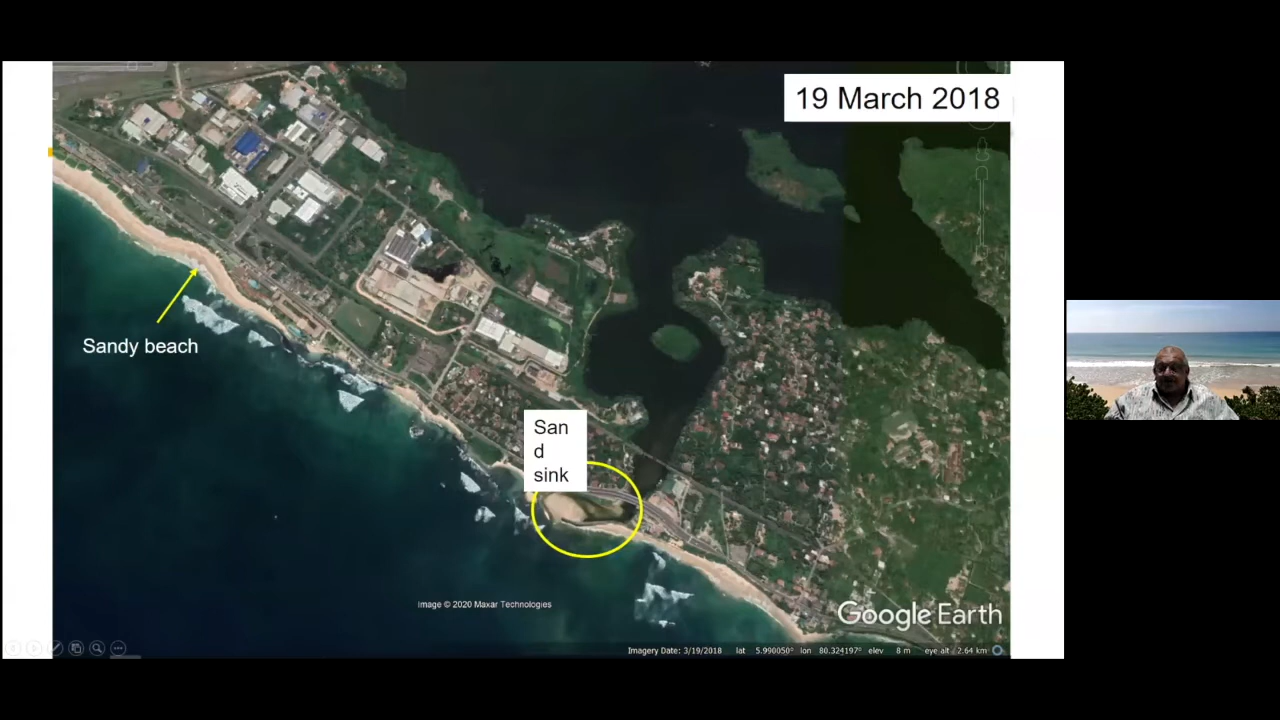 19 March 2018
Sandy beach
San
d
sink
Image © 2020 Maxar Technologies
Google Earth
Imagery Date: 3/19/2018 lat 5.990050° lon 80.324197° elev 8 m eye alt 2.64 km